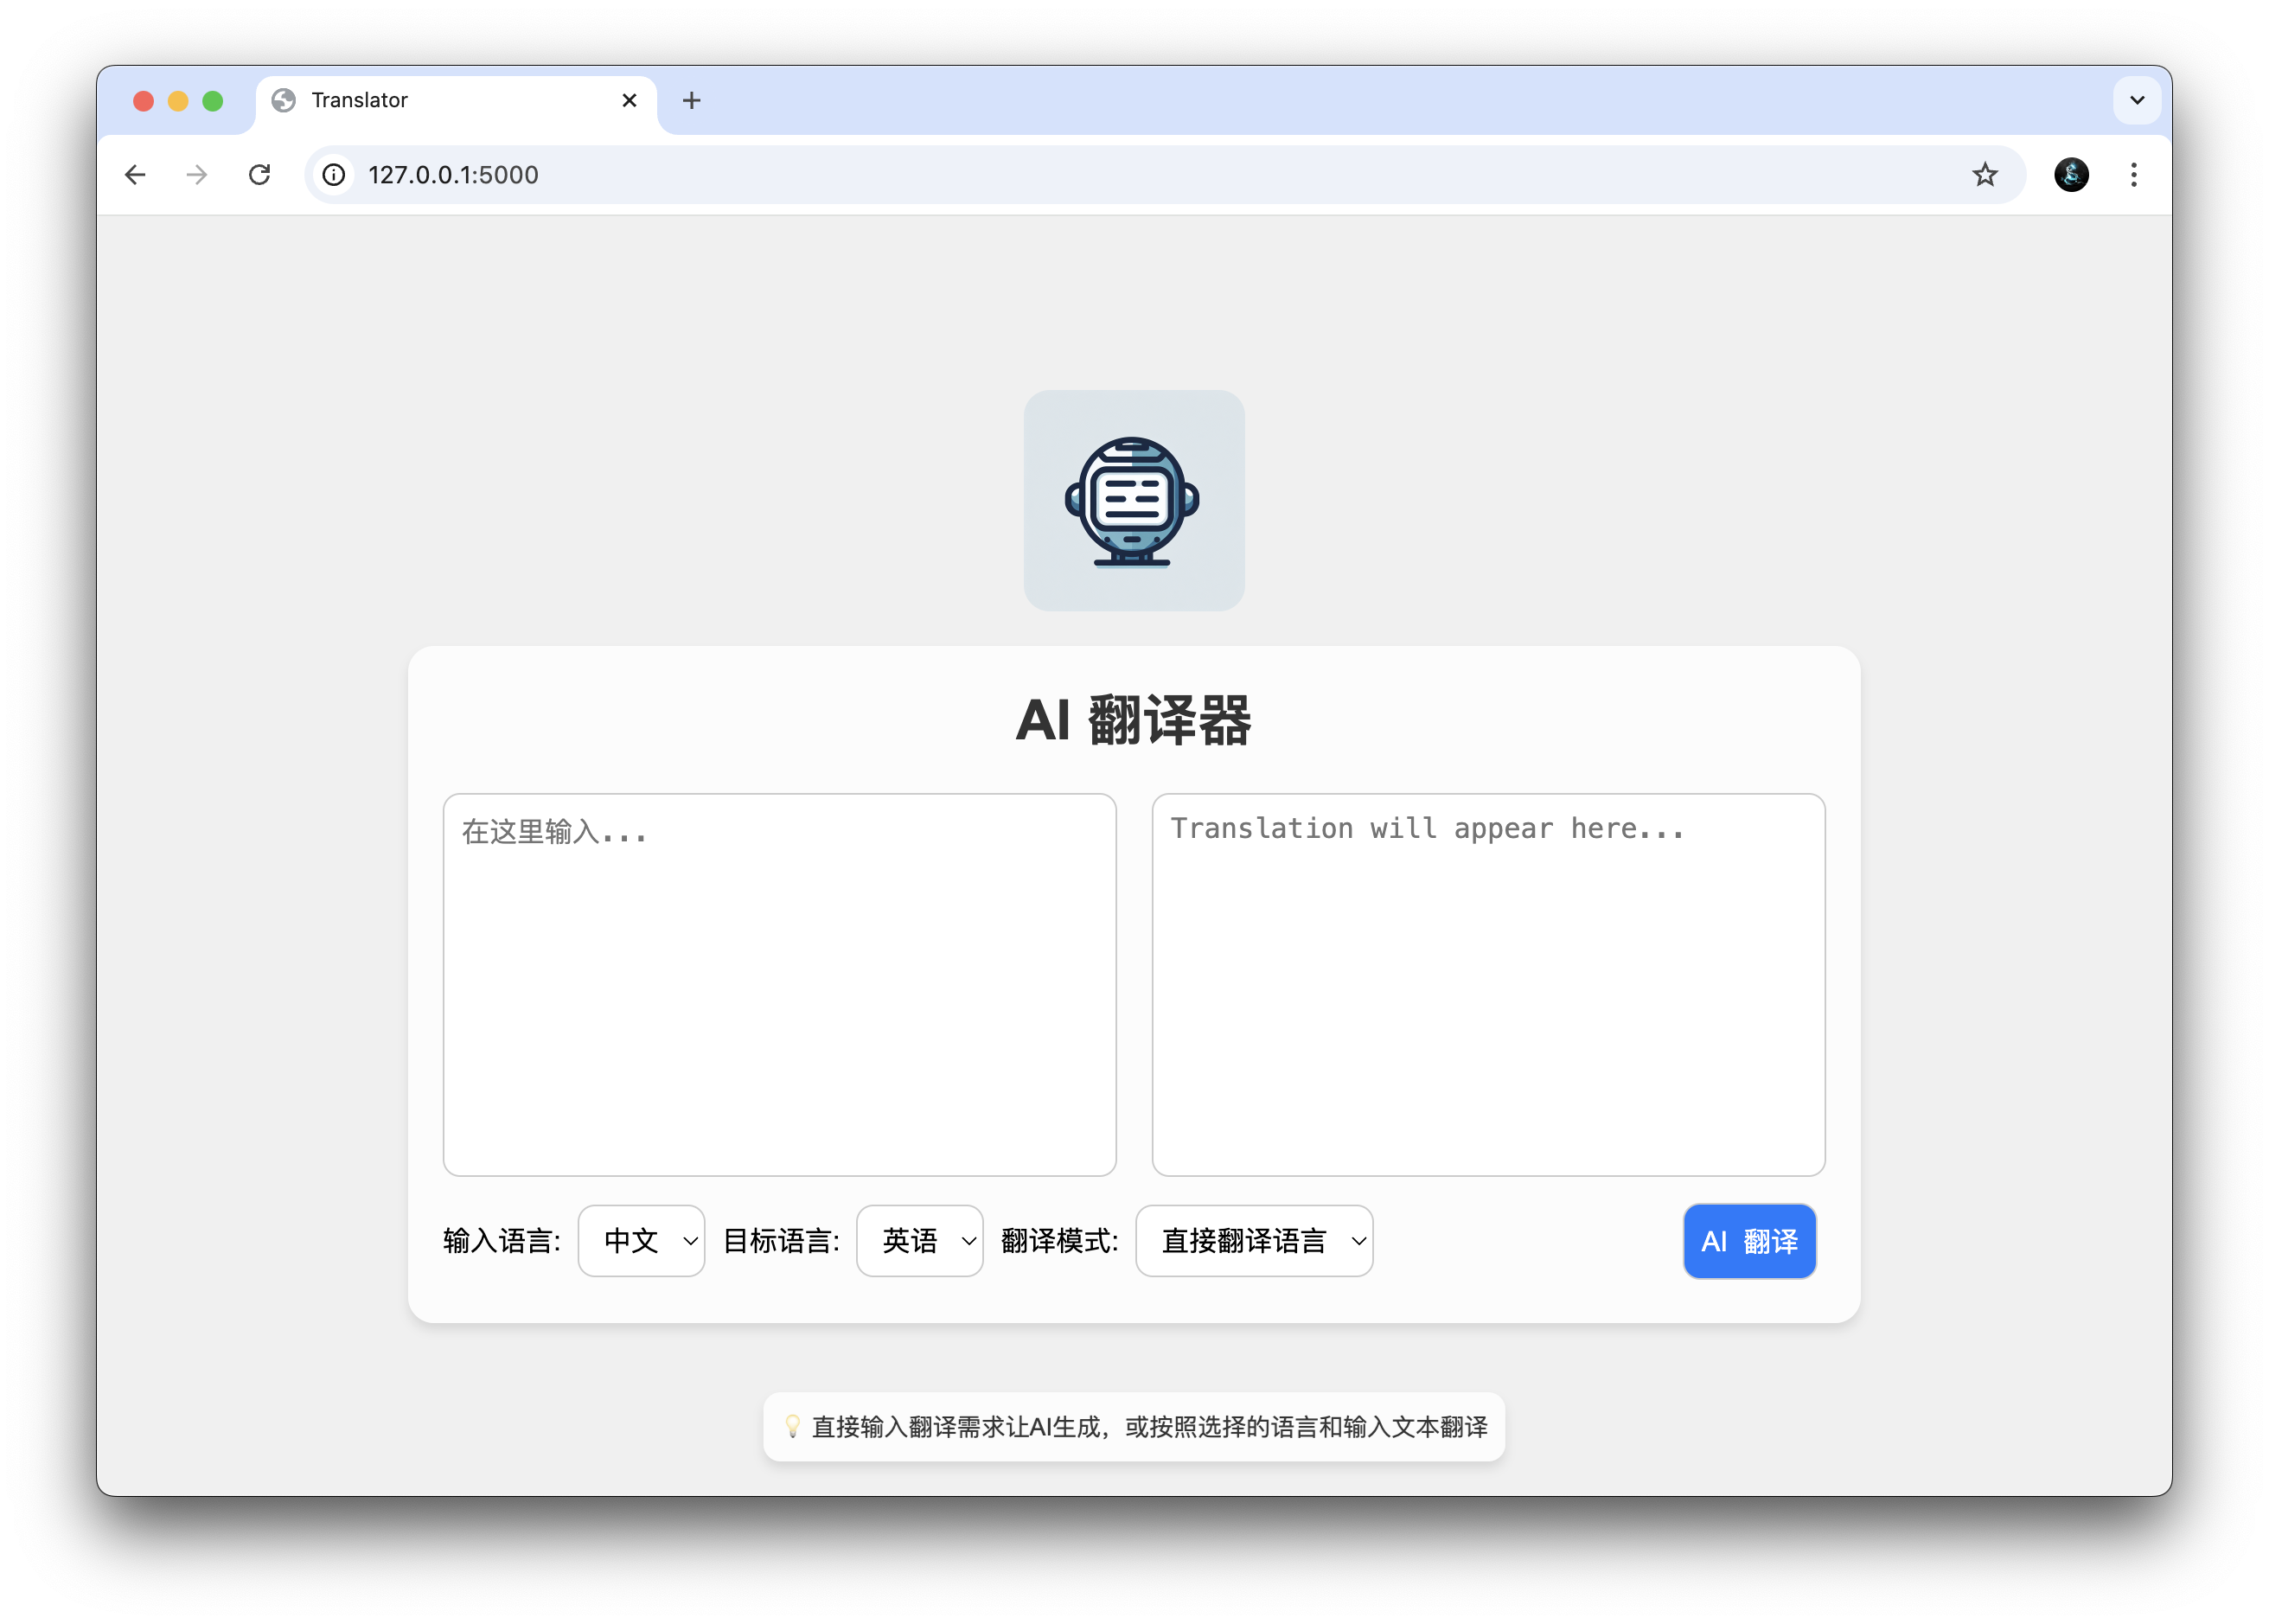 Translator
127.0.0.1:5000
AI 翻译器
在这里输入...
Translation will appear here...
输入语言: 中文 目标语言: 英语 翻译模式: 直接翻译语言 AI 翻译
💡 直接输入翻译需求让AI生成，或按照选择的语言和输入文本翻译